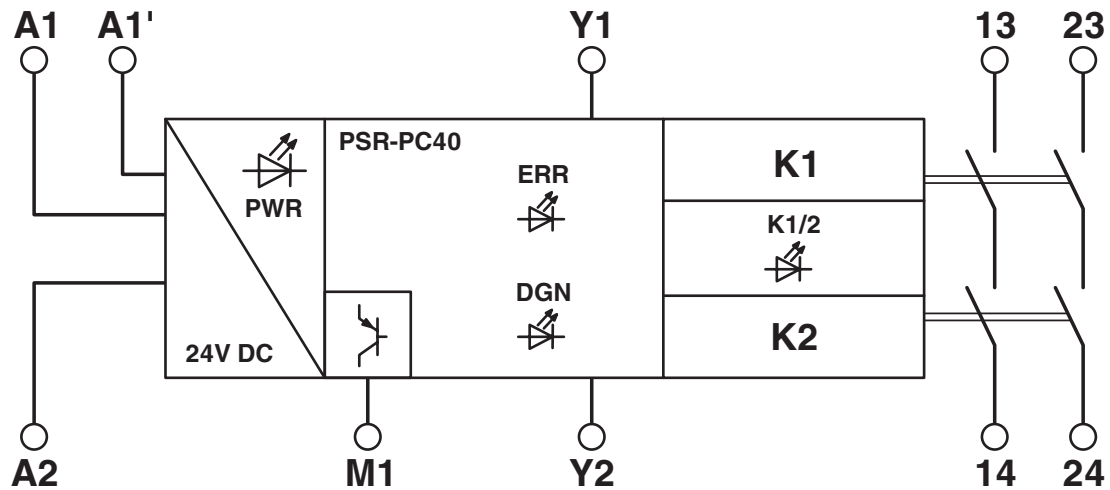 A1 A1' Y1 13 23
PSR-PC40
K1
ERR
PWR
K1/2
DGN
K2
24V DC
A2 M1 Y2 14 24